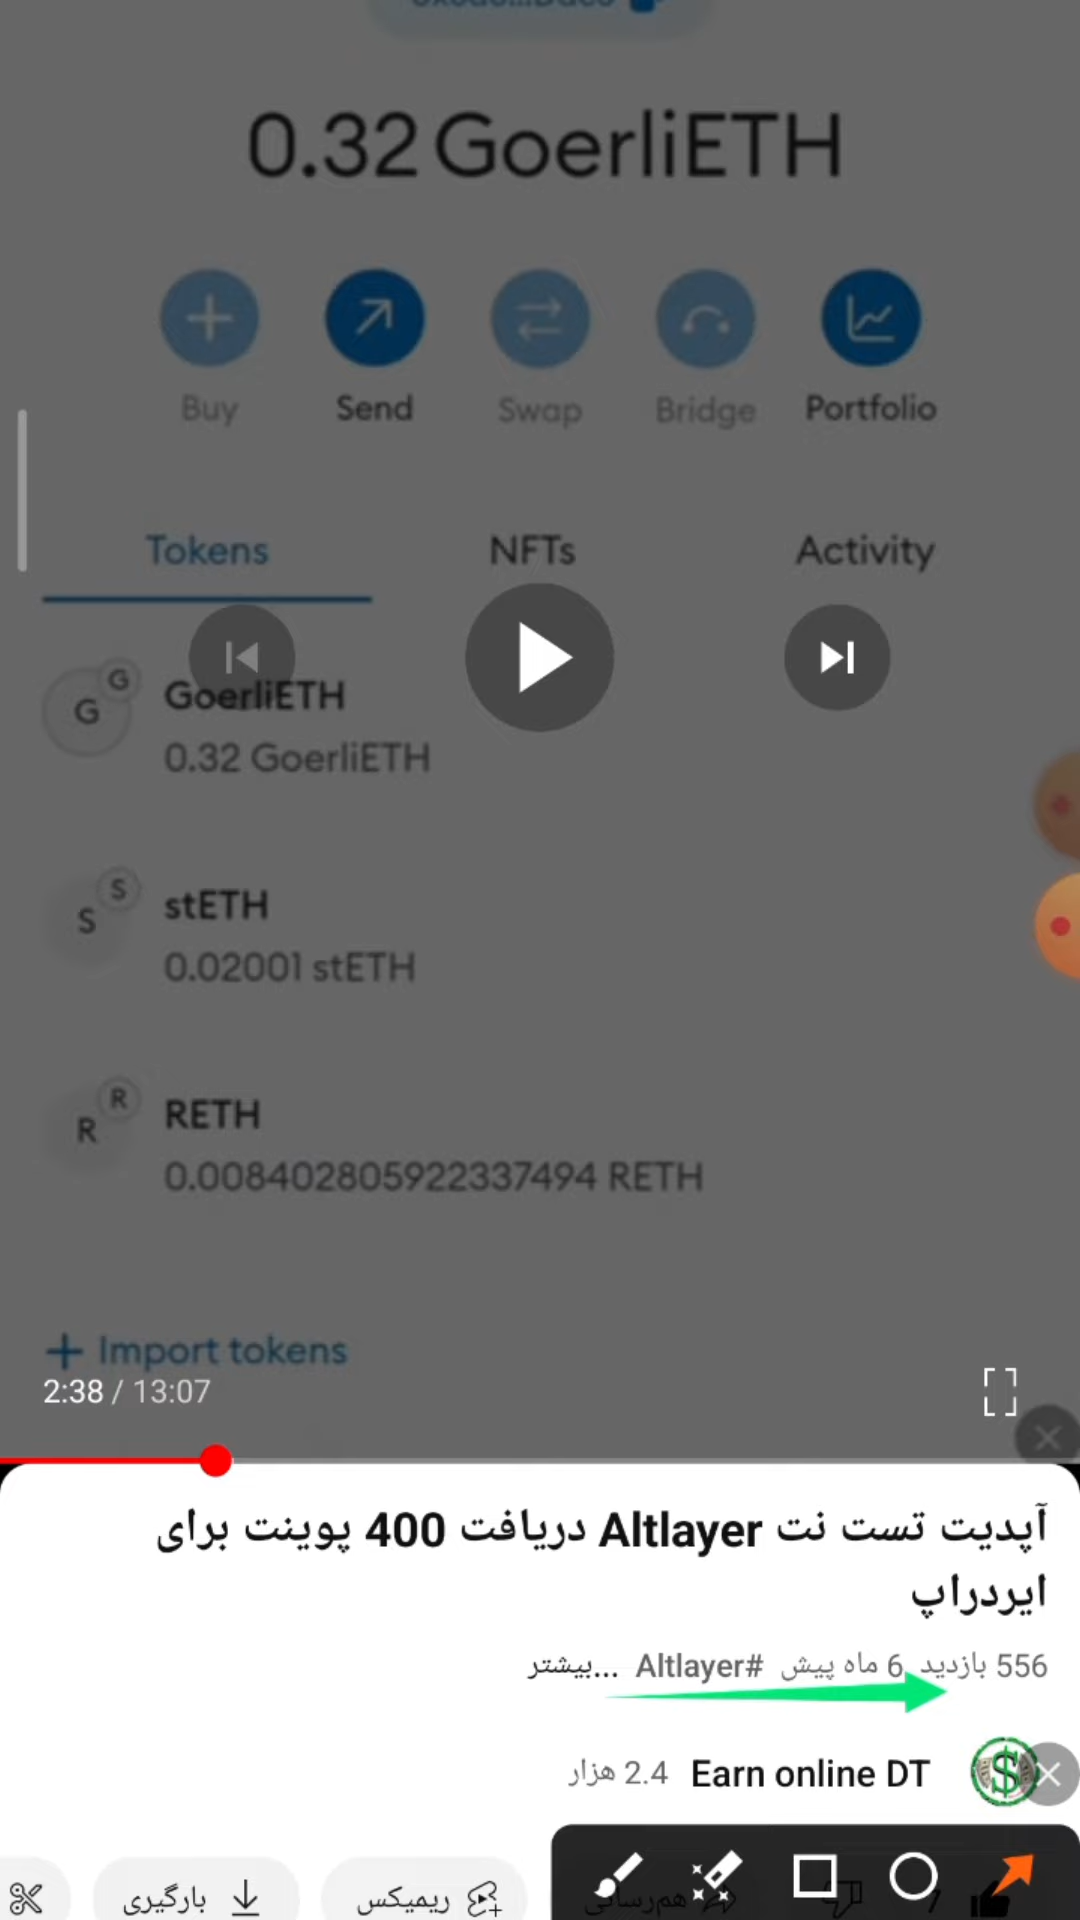 0.32 GoerliETH
Buy
Send
Swap
Bridge
Portfolio
Tokens
NFTs
Activity
G
G
GoerliETH
0.32 GoerliETH
S
S
stETH
0.02001 stETH
R
R
RETH
0.008402805922337494 RETH
+ Import tokens
2:38 / 13:07
آپدیت تست نت Altlayer دریافت 400 پوینت برای
ایردراپ
556 بازدید 6 ماه پیش #Altlayer ...بیشتر
Earn online DT 2.4 هزار
ریمیکس
بارگیری